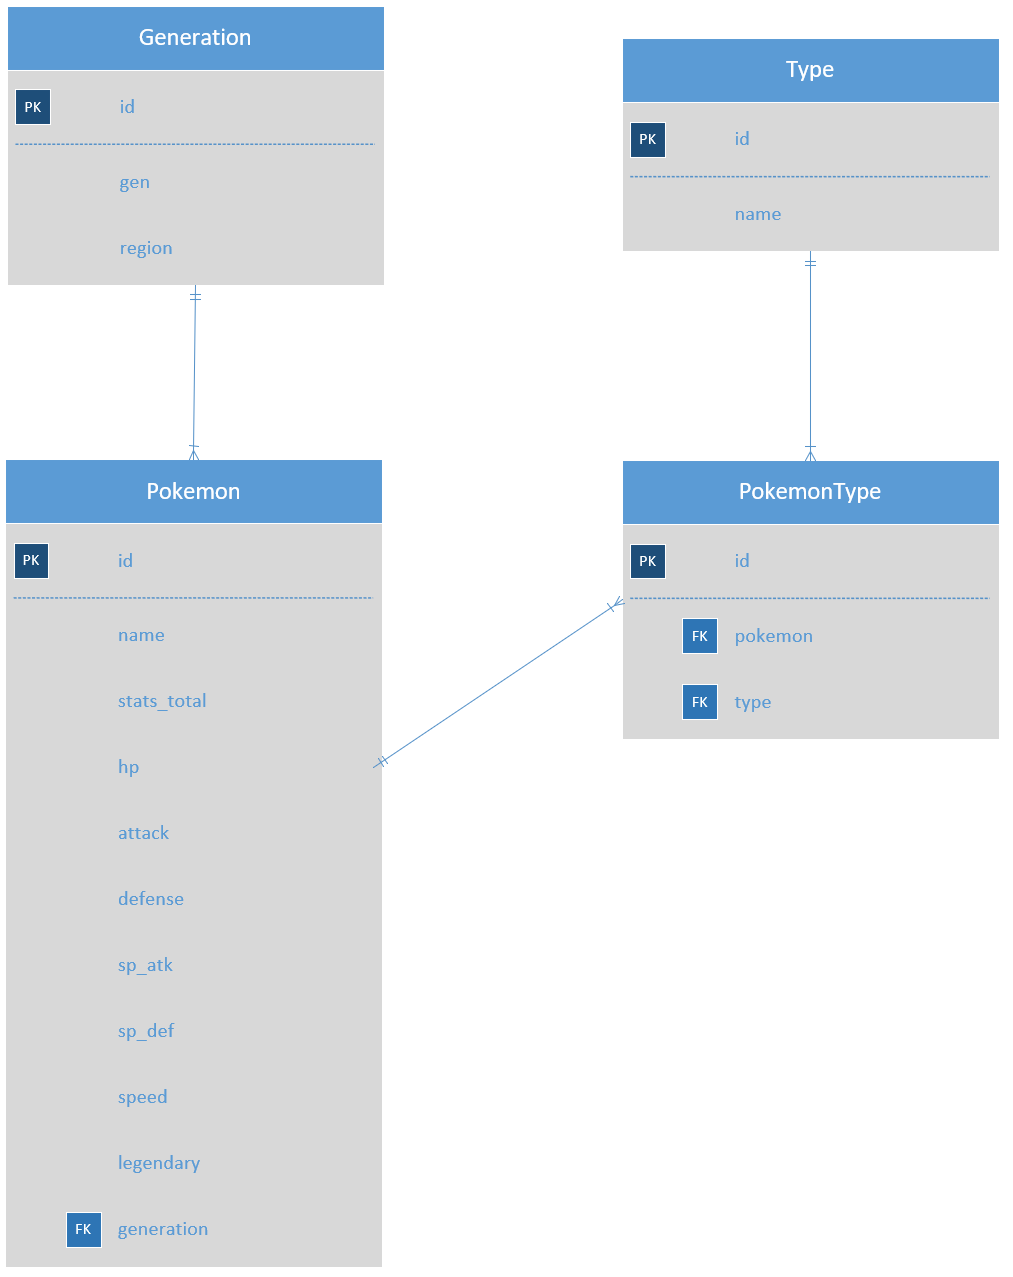 Generation
PK id
gen
region
Type
PK id
name
Pokemon
PK id
name
stats_total
hp
attack
defense
sp_atk
sp_def
speed
legendary
FK generation
PokemonType
PK id
FK pokemon
FK type